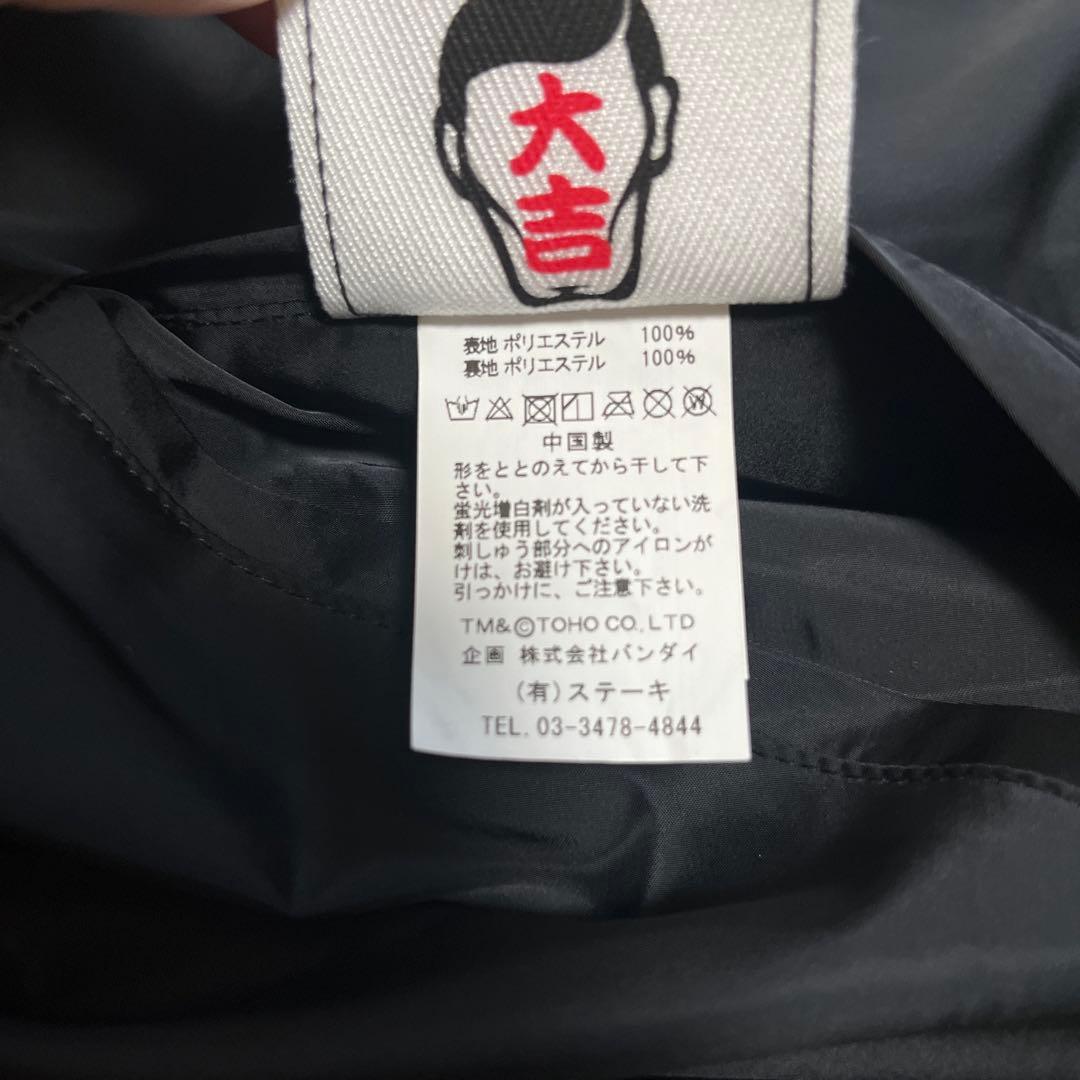 大
吉
表地 ポリエステル 100%
裏地 ポリエステル 100%
中国製
形をととのえてから干して下
さい。
蛍光増白剤が入っていない洗
剤を使用してください。
刺しゅう部分へのアイロンが
けは、お避け下さい。
引っかけに、ご注意下さい。
TM&©TOHO CO.,LTD
企画 株式会社バンダイ
(有)ステーキ
TEL. 03-3478-4844